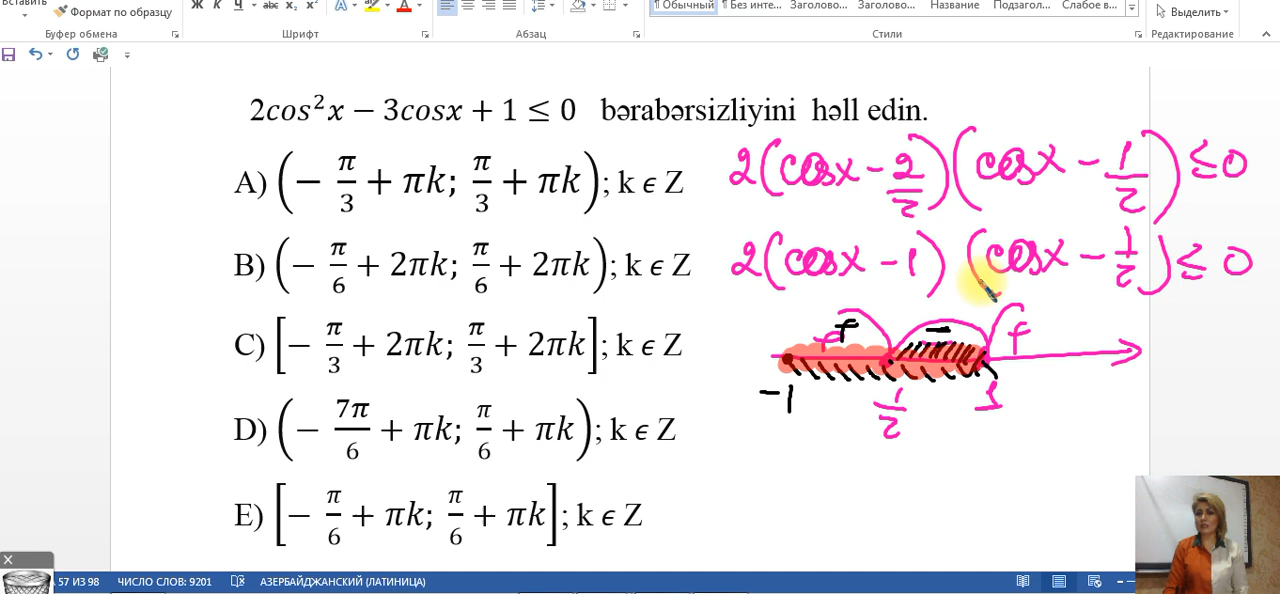 Формат по образцу
Ж К Ч abc x₂ x²
¶ Обычный ¶ Без инте... Заголово... Заголово... Название Подзагол... Слабое в...
Выделить
Буфер обмена Шрифт Абзац Стили Редактирование
2cos²x − 3cosx + 1 ≤ 0 bərabərsizliyini həll edin.
A) (− π/3 + πk; π/3 + πk); k ϵ Z
B) (− π/6 + 2πk; π/6 + 2πk); k ϵ Z
C) [− π/3 + 2πk; π/3 + 2πk]; k ϵ Z
D) (− 7π/6 + πk; π/6 + πk); k ϵ Z
E) [− π/6 + πk; π/6 + πk]; k ϵ Z
2(cosx − 2/2)(cosx − 1/2) ≤ 0
2(cosx − 1)(cosx − 1/2) ≤ 0
+ − +
−1 1/2 1
57 ИЗ 98 ЧИСЛО СЛОВ: 9201 АЗЕРБАЙДЖАНСКИЙ (ЛАТИНИЦА)